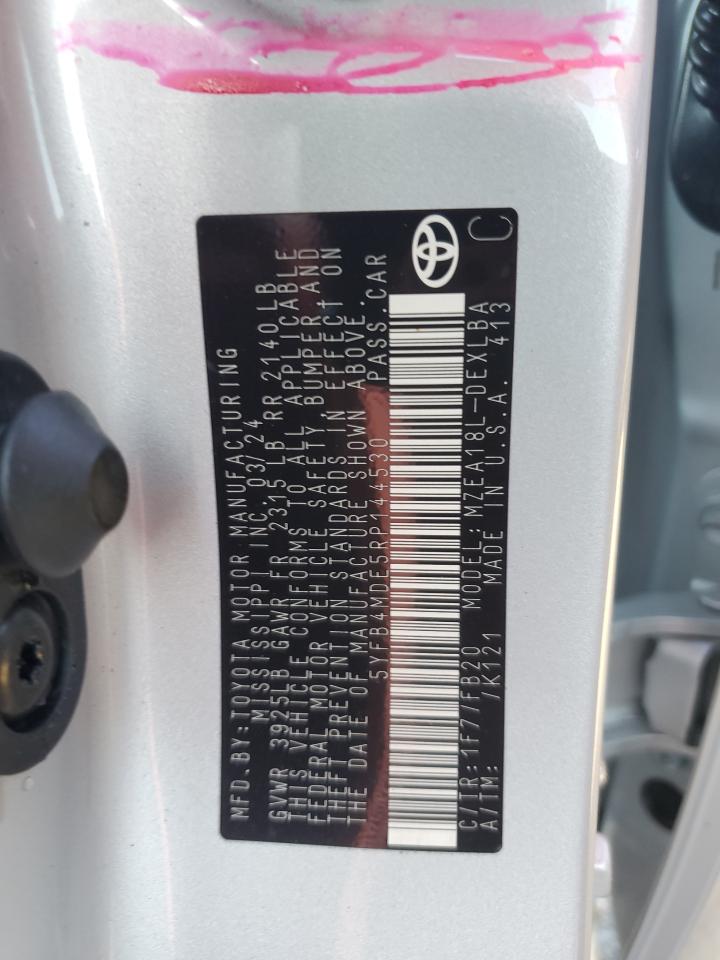 MFD.BY:TOYOTA MOTOR MANUFACTURING
MISSISSIPPI INC. 03/24
GVWR 3925LB GAWR FR 2315 LB RR 2140LB
THIS VEHICLE CONFORMS TO ALL APPLICABLE
FEDERAL MOTOR VEHICLE SAFETY, BUMPER, AND
THEFT PREVENTION STANDARDS IN EFFECT ON
THE DATE OF MANUFACTURE SHOWN ABOVE.
5YFB4MDE5RP144530 PASS.CAR
C/TR:1F7/FB20 MODEL:MZEA18L-DEXLBA
A/TM: /K121 MADE IN U.S.A. 413
C